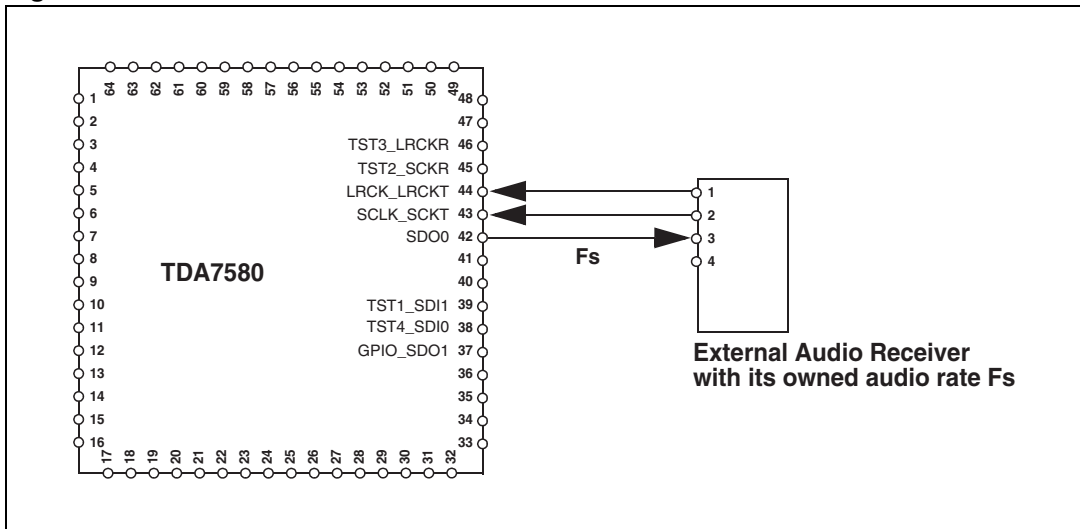 64 63 62 61 60 59 58 57 56 55 54 53 52 51 50 49
1
2
3
4
5
6
7
8
9
10
11
12
13
14
15
16
TDA7580
48
47
TST3_LRCKR 46
TST2_SCKR 45
LRCK_LRCKT 44
SCLK_SCKT 43
SDO0 42
41
40
TST1_SDI1 39
TST4_SDI0 38
GPIO_SDO1 37
36
35
34
33
17 18 19 20 21 22 23 24 25 26 27 28 29 30 31 32
Fs
1
2
3
4
External Audio Receiver
with its owned audio rate Fs